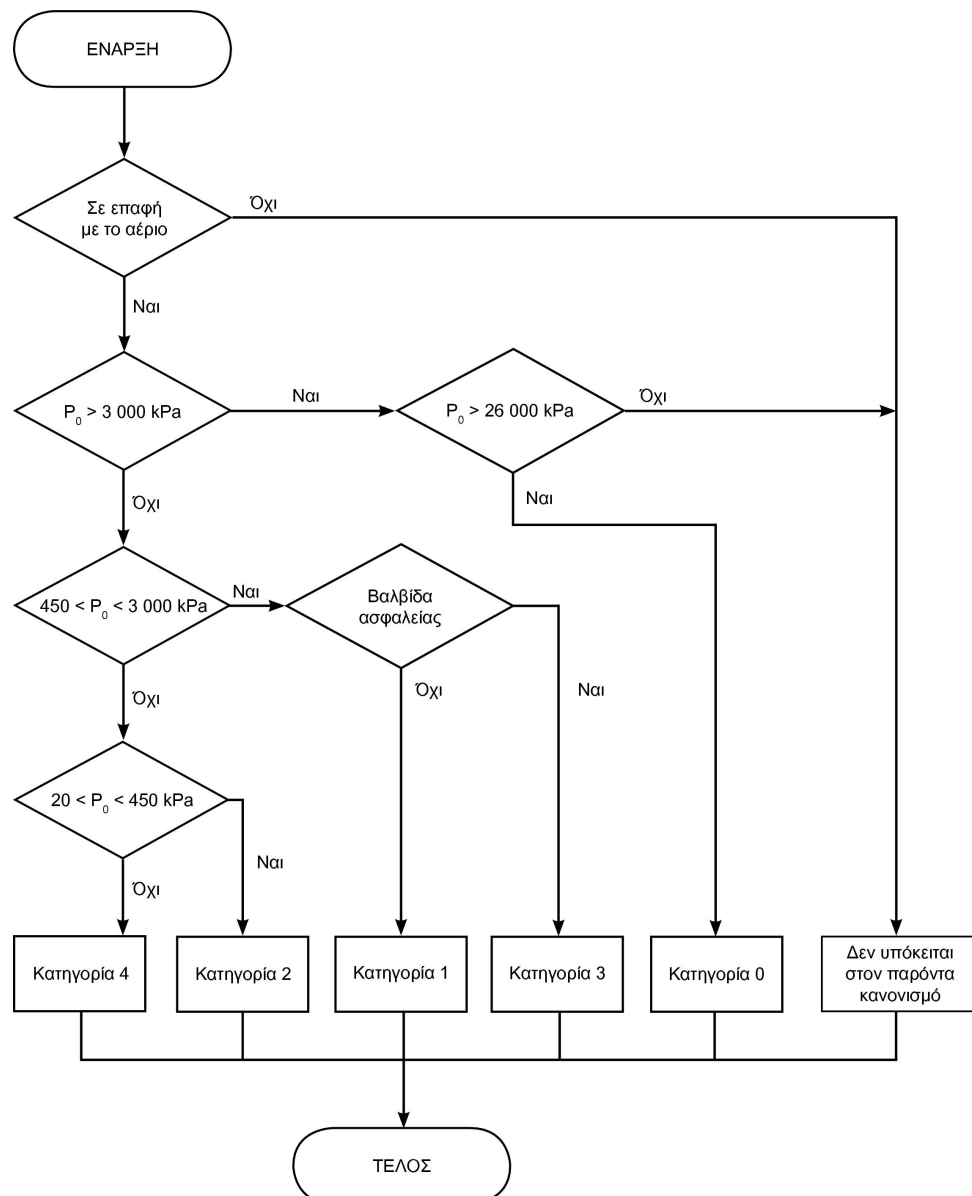 ΕΝΑΡΞΗ
Σε επαφή
με το αέριο
Όχι
Ναι
P₀ > 3 000 kPa
Ναι
P₀ > 26 000 kPa
Όχι
Όχι
Ναι
450 < P₀ < 3 000 kPa
Ναι
Βαλβίδα
ασφαλείας
Όχι
Όχι
Ναι
20 < P₀ < 450 kPa
Ναι
Όχι
Κατηγορία 4
Κατηγορία 2
Κατηγορία 1
Κατηγορία 3
Κατηγορία 0
Δεν υπόκειται
στον παρόντα
κανονισμό
ΤΕΛΟΣ